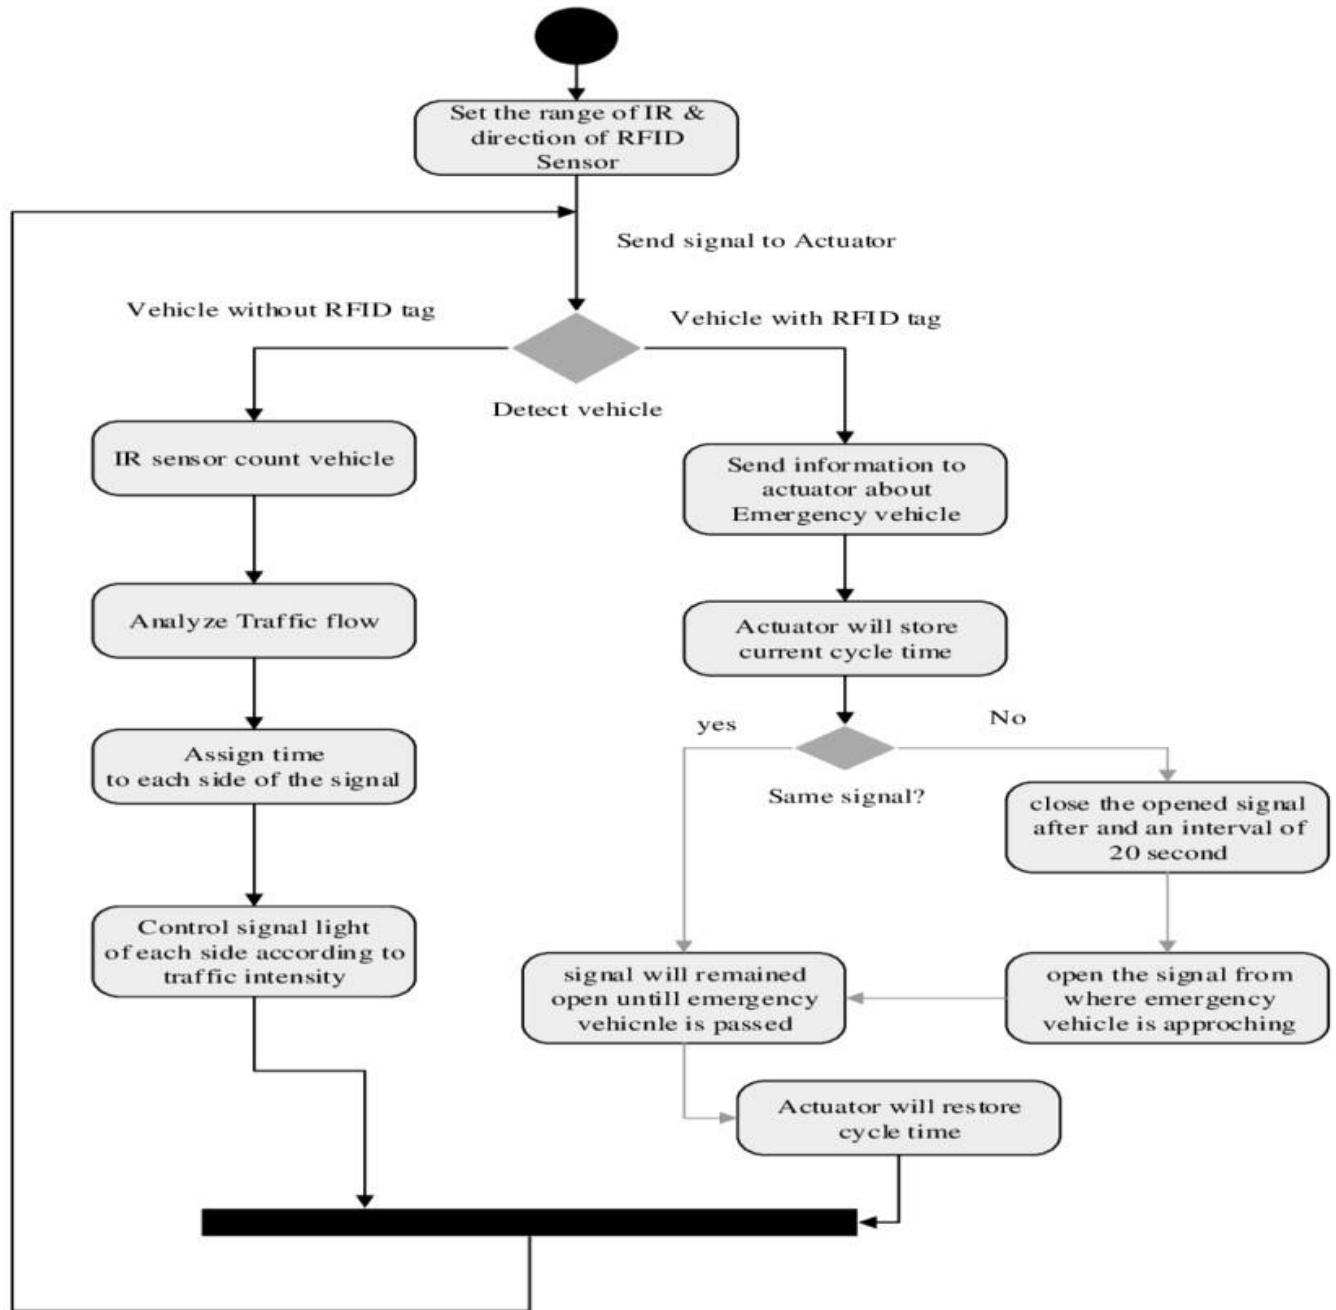 Set the range of IR &
direction of RFID
Sensor
Send signal to Actuator
Vehicle without RFID tag
Vehicle with RFID tag
Detect vehicle
IR sensor count vehicle
Send information to
actuator about
Emergency vehicle
Analyze Traffic flow
Actuator will store
current cycle time
yes
No
Assign time
to each side of the signal
Same signal?
close the opened signal
after and an interval of
20 second
Control signal light
of each side according to
traffic intensity
signal will remained
open untill emergency
vehicnle is passed
open the signal from
where emergency
vehicle is approching
Actuator will restore
cycle time